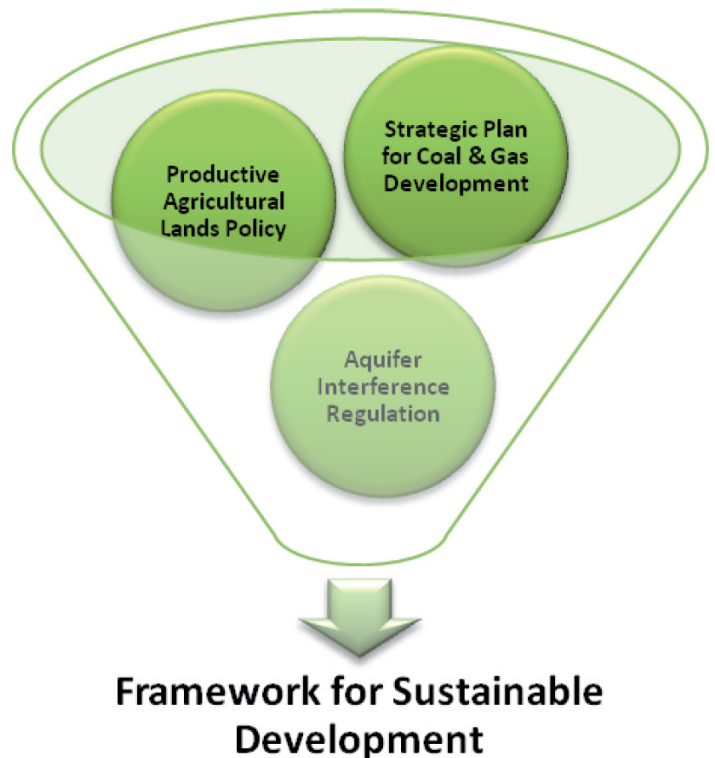 Strategic Plan
for Coal & Gas
Development
Productive
Agricultural
Lands Policy
Aquifer
Interference
Regulation
Framework for Sustainable
Development